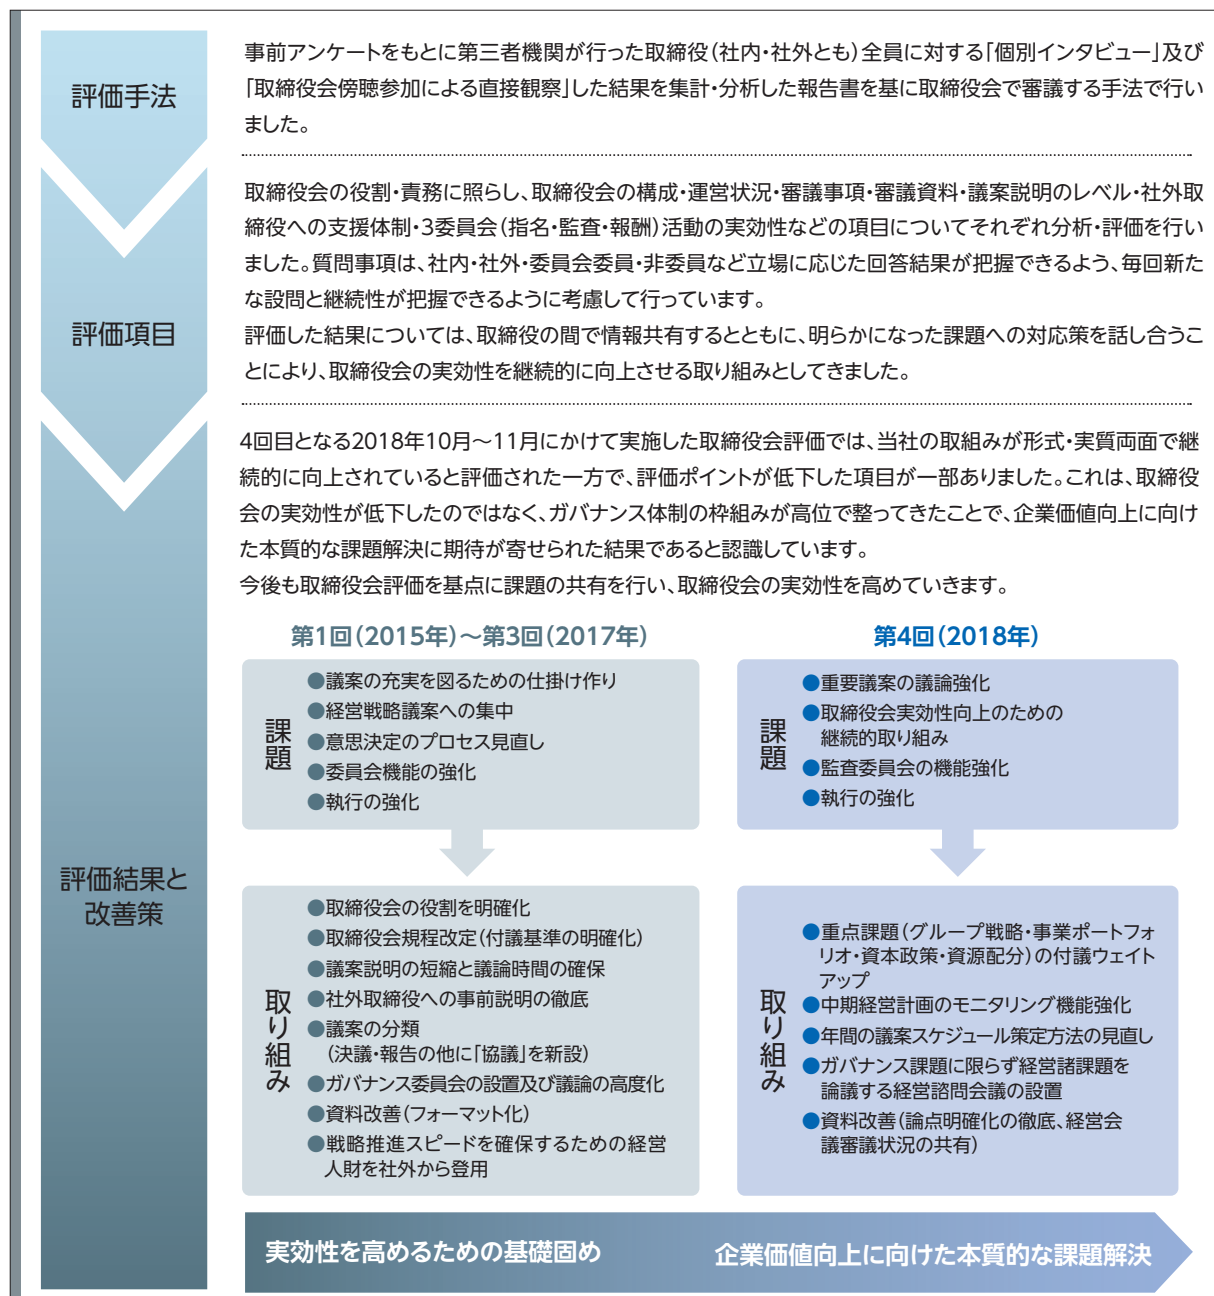 評価手法
事前アンケートをもとに第三者機関が行った取締役(社内・社外とも)全員に対する「個別インタビュー」及び
「取締役会傍聴参加による直接観察」した結果を集計・分析した報告書を基に取締役会で審議する手法で行い
ました。
評価項目
取締役会の役割・責務に照らし、取締役会の構成・運営状況・審議事項・審議資料・議案説明のレベル・社外取
締役への支援体制・3委員会(指名・監査・報酬)活動の実効性などの項目についてそれぞれ分析・評価を行い
ました。質問事項は、社内・社外・委員会委員・非委員など立場に応じた回答結果が把握できるよう、毎回新た
な設問と継続性が把握できるように考慮して行っています。
評価した結果については、取締役の間で情報共有するとともに、明らかになった課題への対応策を話し合うこ
とにより、取締役会の実効性を継続的に向上させる取り組みとしてきました。
評価結果と
改善策
4回目となる2018年10月～11月にかけて実施した取締役会評価では、当社の取組みが形式・実質両面で継
続的に向上されていると評価された一方で、評価ポイントが低下した項目が一部ありました。これは、取締役
会の実効性が低下したのではなく、ガバナンス体制の枠組みが高位で整ってきたことで、企業価値向上に向け
た本質的な課題解決に期待が寄せられた結果であると認識しています。
今後も取締役会評価を基点に課題の共有を行い、取締役会の実効性を高めていきます。
第1回(2015年)～第3回(2017年)
課題
●議案の充実を図るための仕掛け作り
●経営戦略議案への集中
●意思決定のプロセス見直し
●委員会機能の強化
●執行の強化
取り組み
●取締役会の役割を明確化
●取締役会規程改定(付議基準の明確化)
●議案説明の短縮と議論時間の確保
●社外取締役への事前説明の徹底
●議案の分類
(決議・報告の他に「協議」を新設)
●ガバナンス委員会の設置及び議論の高度化
●資料改善(フォーマット化)
●戦略推進スピードを確保するための経営
人財を社外から登用
第4回(2018年)
課題
●重要議案の議論強化
●取締役会実効性向上のための
継続的取り組み
●監査委員会の機能強化
●執行の強化
取り組み
●重点課題(グループ戦略・事業ポートフォ
リオ・資本政策・資源配分)の付議ウェイト
アップ
●中期経営計画のモニタリング機能強化
●年間の議案スケジュール策定方法の見直し
●ガバナンス課題に限らず経営諸課題を
論議する経営諮問会議の設置
●資料改善(論点明確化の徹底、経営会
議審議状況の共有)
実効性を高めるための基礎固め
企業価値向上に向けた本質的な課題解決